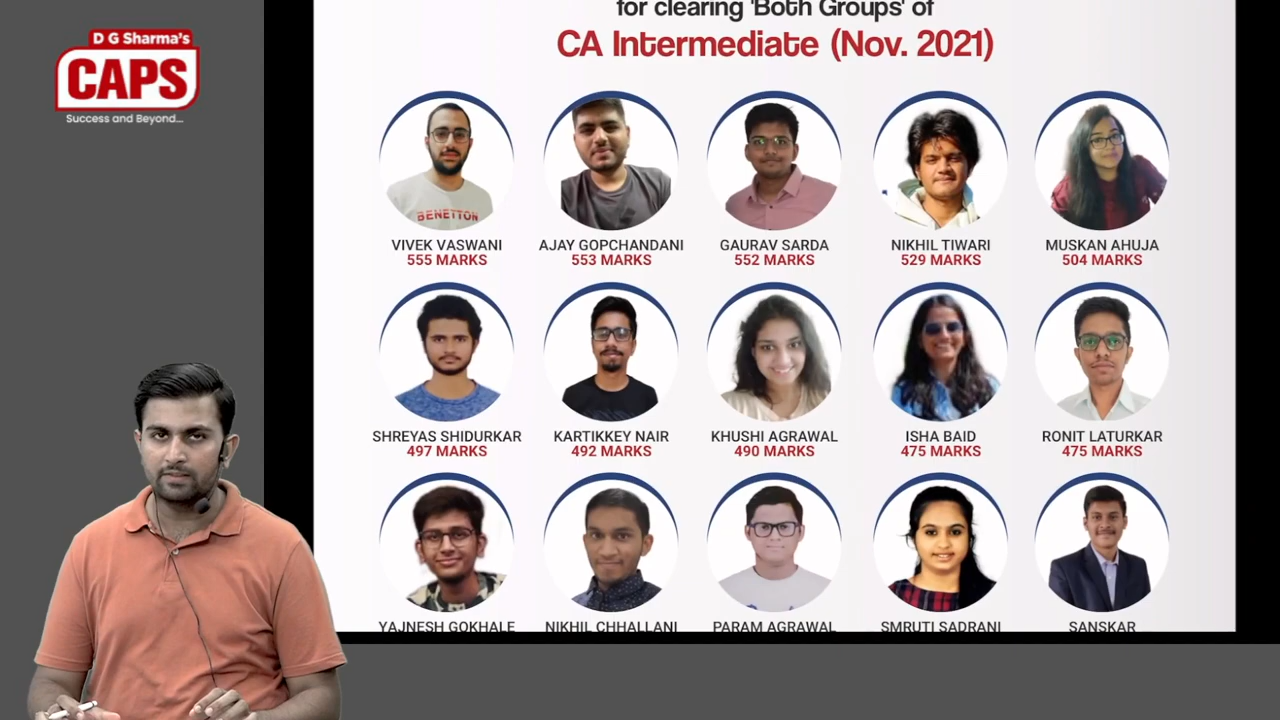 D G Sharma's
CAPS
Success and Beyond...
for clearing 'Both Groups' of
CA Intermediate (Nov. 2021)
BENETTON
VIVEK VASWANI
555 MARKS
AJAY GOPCHANDANI
553 MARKS
GAURAV SARDA
552 MARKS
NIKHIL TIWARI
529 MARKS
MUSKAN AHUJA
504 MARKS
SHREYAS SHIDURKAR
497 MARKS
KARTIKKEY NAIR
492 MARKS
KHUSHI AGRAWAL
490 MARKS
ISHA BAID
475 MARKS
RONIT LATURKAR
475 MARKS
YAJNESH GOKHALE
NIKHIL CHHALLANI
PARAM AGRAWAL
SMRUTI SADRANI
SANSKAR